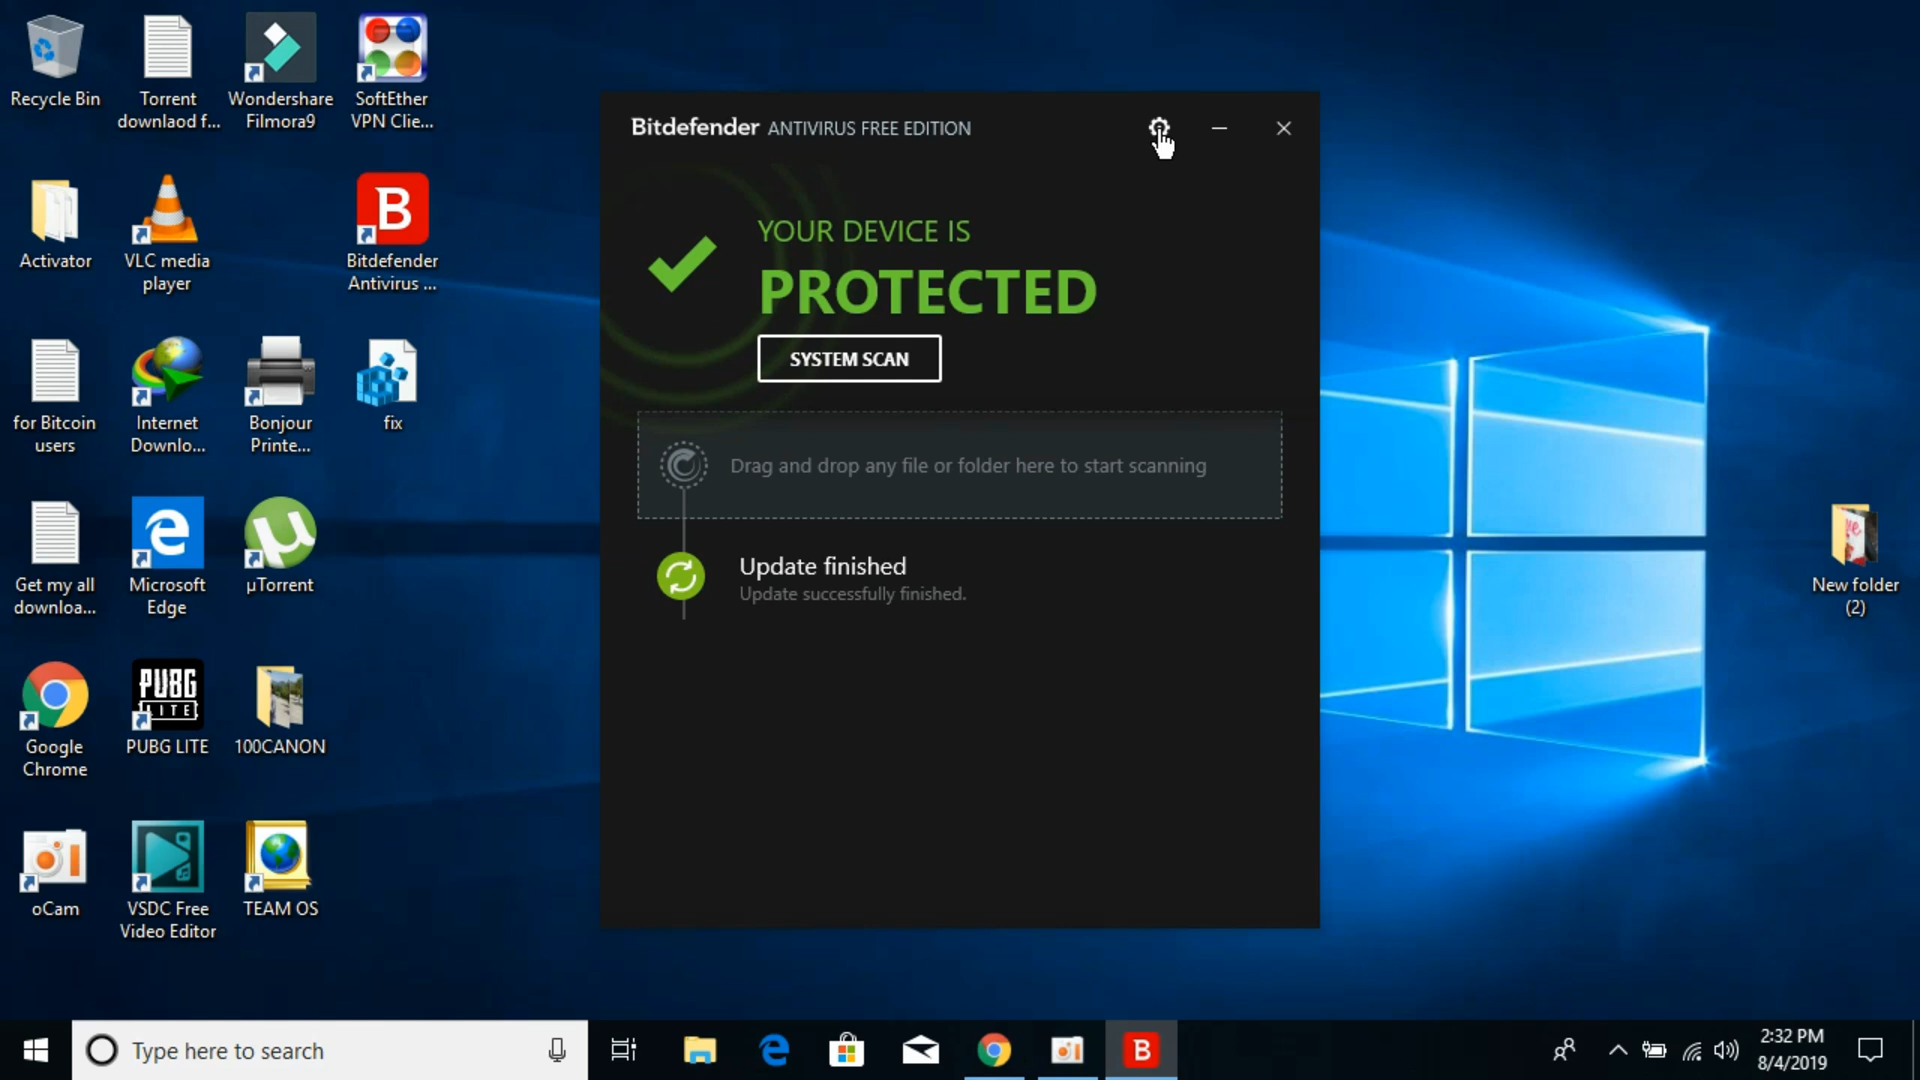 Recycle Bin
Torrent
downlaod f...
Wondershare
Filmora9
SoftEther
VPN Clie...
Activator
VLC media
player
B
Bitdefender
Antivirus ...
for Bitcoin
users
Internet
Downlo...
Bonjour
Printe...
fix
Get my all
downloa...
Microsoft
Edge
µTorrent
Google
Chrome
PUBG
LITE
PUBG LITE
100CANON
oCam
VSDC Free
Video Editor
TEAM OS
Bitdefender ANTIVIRUS FREE EDITION
YOUR DEVICE IS
PROTECTED
SYSTEM SCAN
Drag and drop any file or folder here to start scanning
Update finished
Update successfully finished.
New folder
(2)
Type here to search
B
2:32 PM
8/4/2019